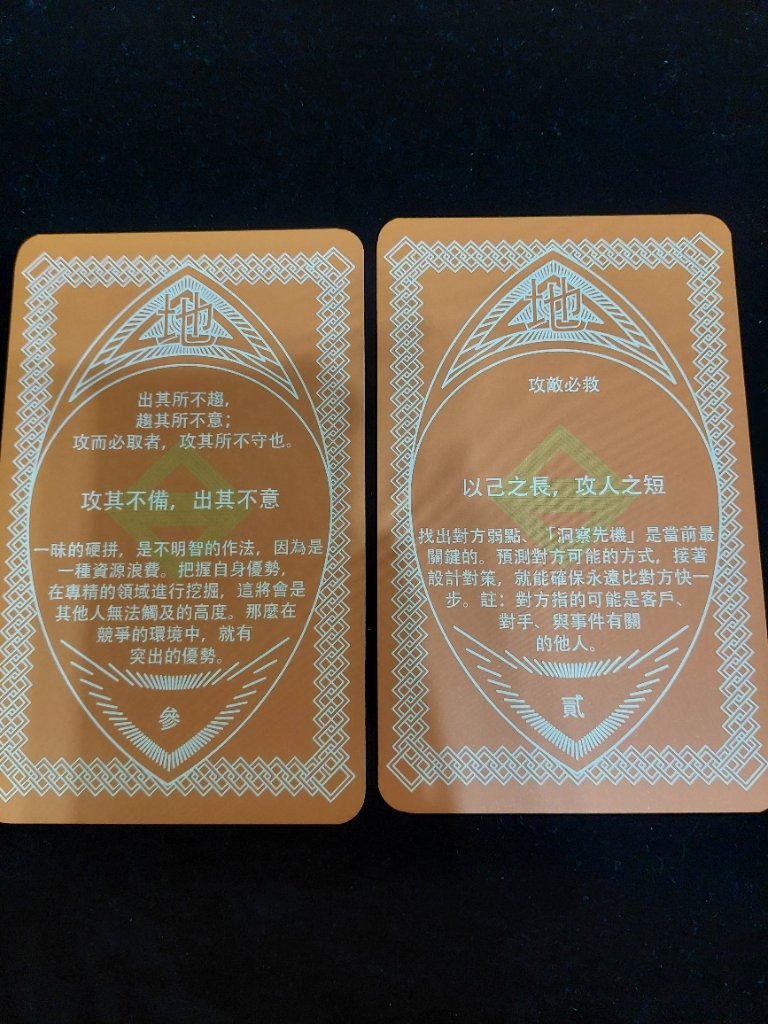 地
出其所不趨，
趨其所不意；
攻而必取者，攻其所不守也。
攻其不備，出其不意
一昧的硬拼，是不明智的作法，因為是
一種資源浪費。把握自身優勢，
在專精的領域進行挖掘，這將會是
其他人無法觸及的高度。那麼在
競爭的環境中，就有
突出的優勢。
參
地
攻敵必救
以己之長，攻人之短
找出對方弱點、「洞察先機」是當前最
關鍵的。預測對方可能的方式，接著
設計對策，就能確保永遠比對方快一
步。註；對方指的可能是客戶、
對手、與事件有關
的他人。
貳